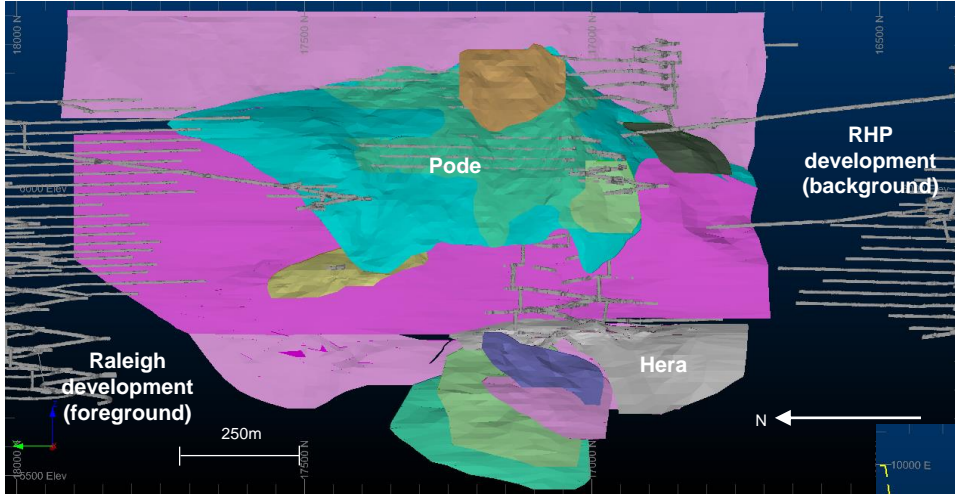 18000 N
17500 N
17000 N
16500 N
RHP
development
(background)
Pode
6000 Elev
Raleigh
development
(foreground)
Hera
250m
N
18000 N
17500 N
17000 N
10000 E
5500 Elev